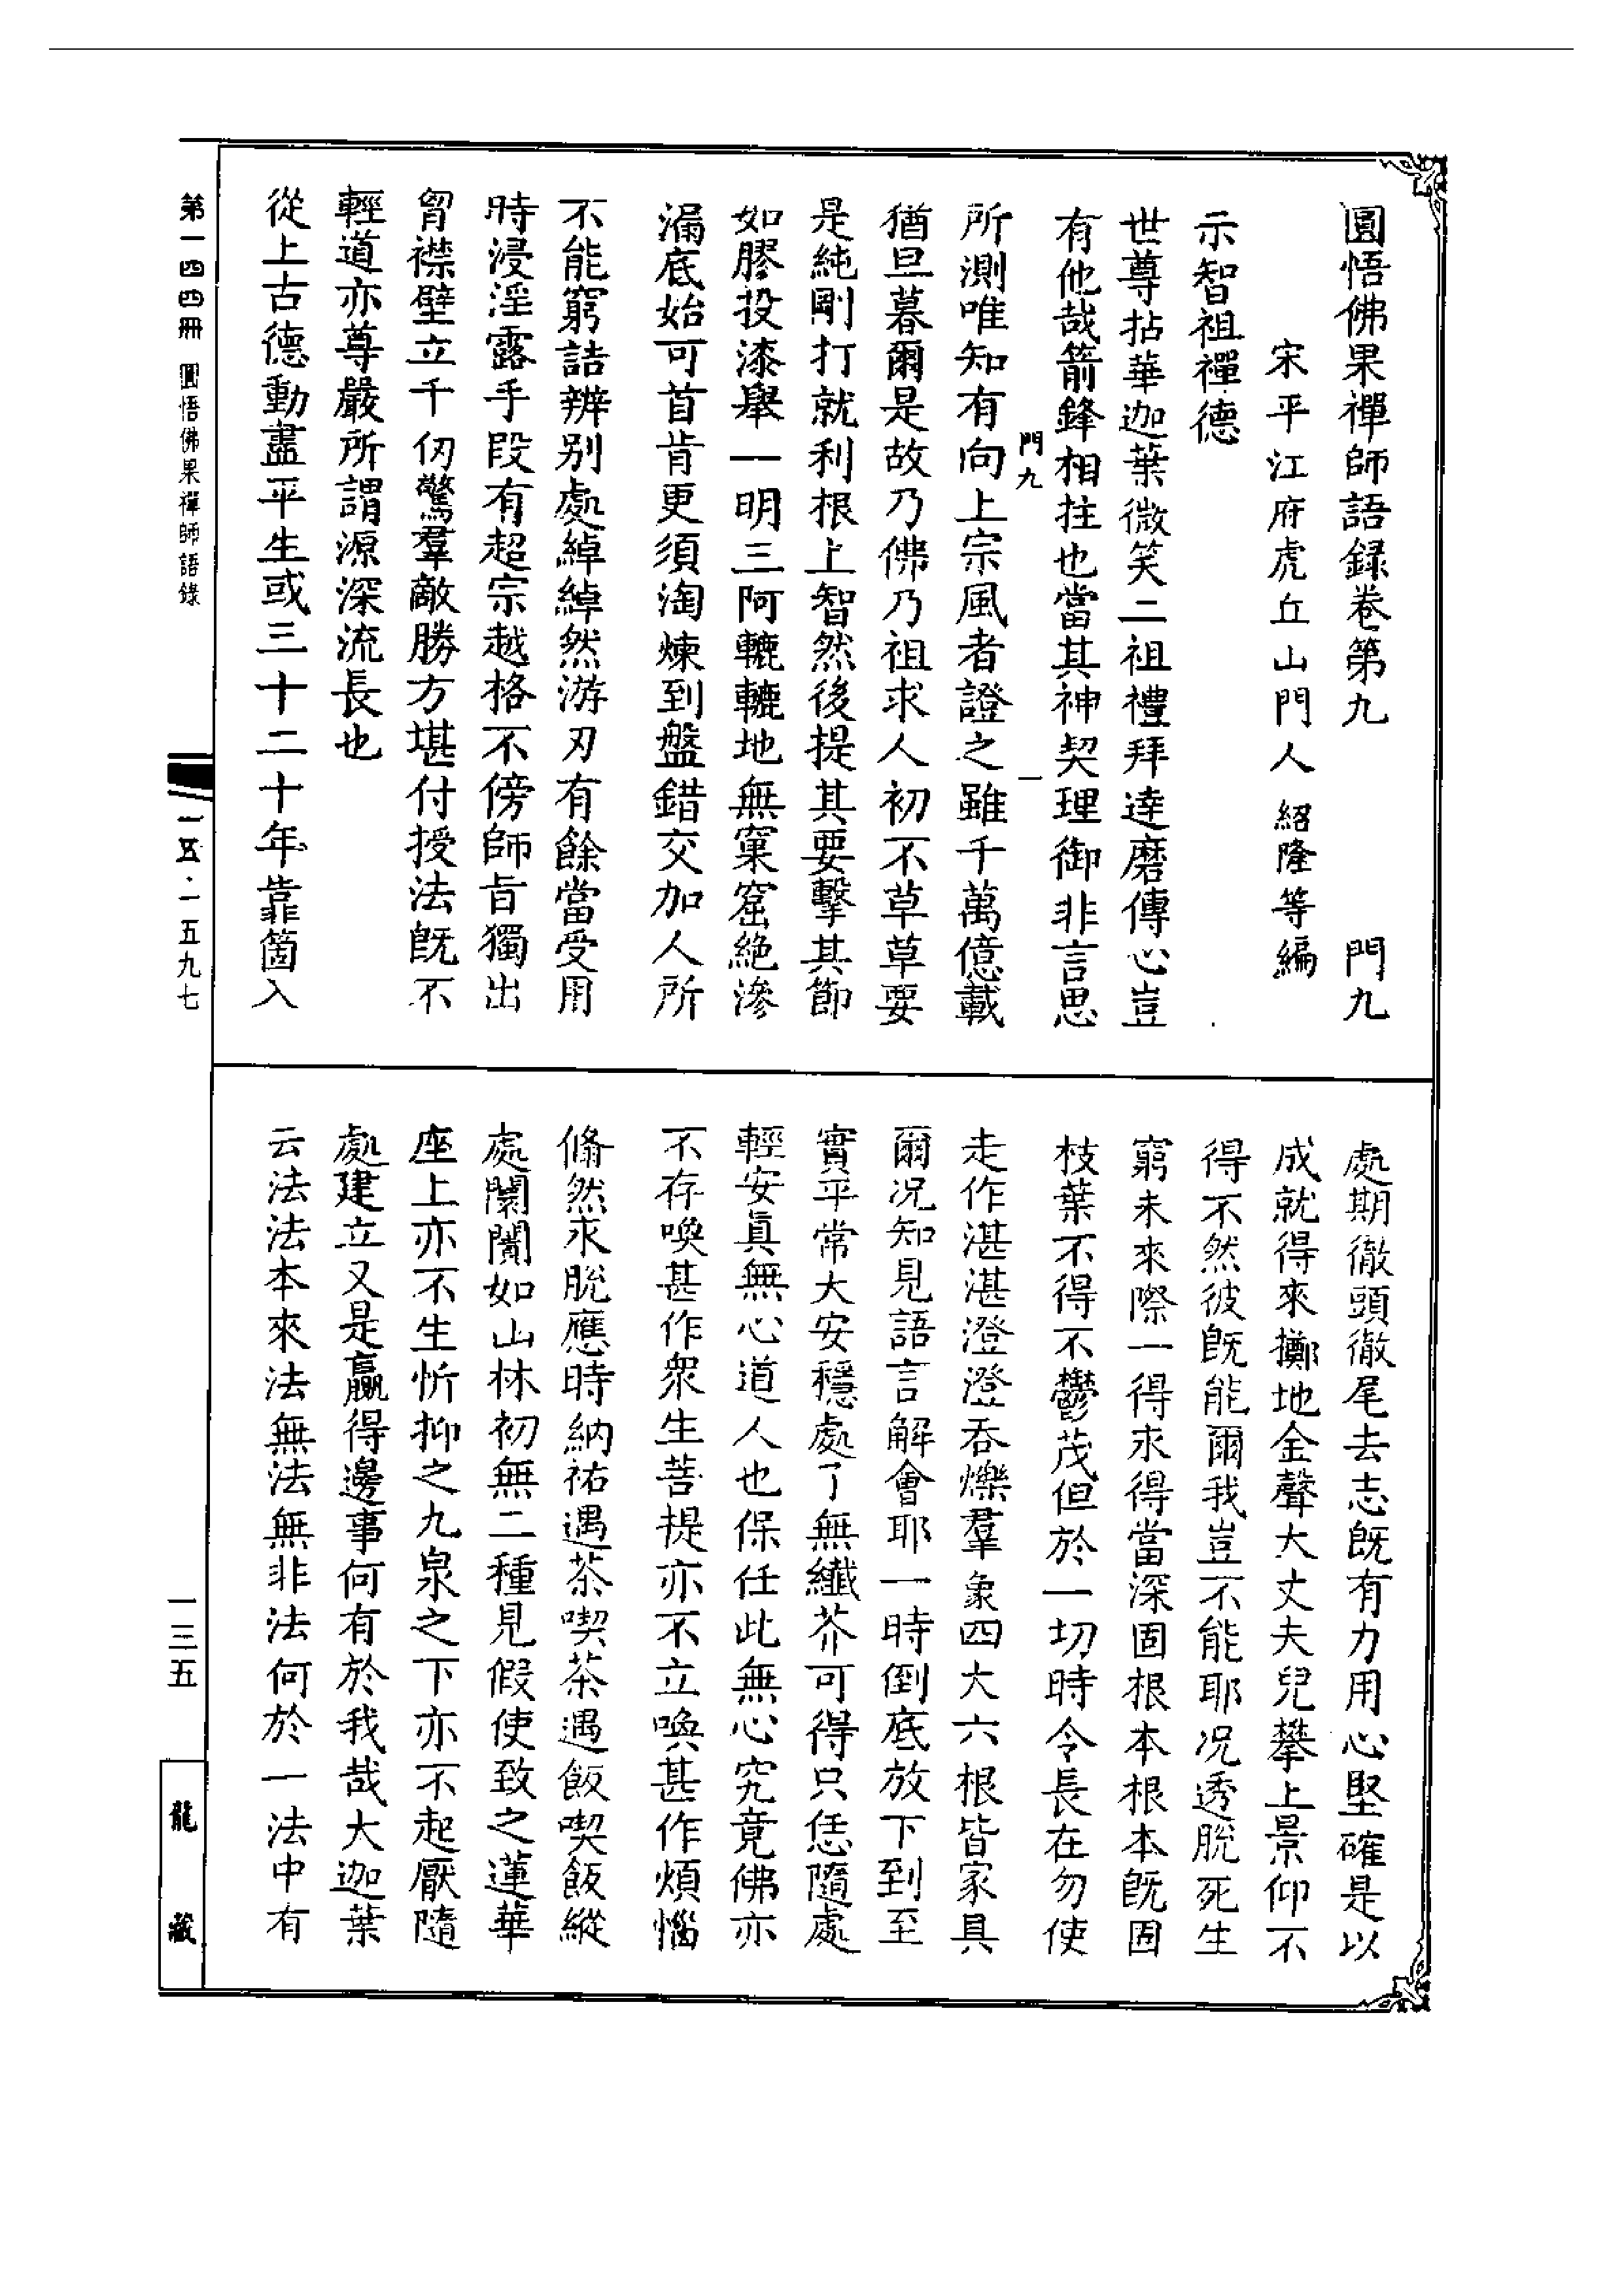 圓悟佛果禪師語録卷第九　門九
宋平江府虎丘山門人紹隆等編
示智祖禪德
世尊拈華迦葉微笑二祖禮拜達磨傳心豈
有他哉箭鋒相拄也當其神契理御非言思
門九　一
所測唯知有向上宗風者證之雖千萬億載
猶旦暮爾是故乃佛乃祖求人初不草草要
是純剛打就利根上智然後提其要擊其節
如膠投漆舉一明三阿轆轆地無窠窟絶滲
漏底始可首肯更須淘煉到盤錯交加人所
不能窮詰辨别處綽綽然游刃有餘當受用
時浸淫露手段有超宗越格不傍師旨獨出
胷襟壁立千仞驚羣敵勝方堪付授法既不
輕道亦尊嚴所謂源深流長也
從上古德動盡平生或三十二十年靠箇入
處期徹頭徹尾去志既有力用心堅確是以
成就得來擲地金聲大丈夫兒攀上景仰不
得不然彼既能爾我豈不能耶况透脫死生
窮未來際一得永得當深固根本根本既固
枝葉不得不鬱茂但於一切時令長在勿使
走作湛湛澄澄吞爍羣象四大六根皆家具
爾况知見語言解會耶一時倒底放下到至
實平常大安穩處了無纖芥可得只恁隨處
輕安眞無心道人也保任此無心究竟佛亦
不存喚甚作衆生菩提亦不立喚甚作煩惱
翛然永脫應時納祐遇茶喫茶遇飯喫飯縱
處闤闠如山林初無二種見假使致之蓮華
座上亦不生忻抑之九泉之下亦不起厭隨
處建立又是贏得邊事何有於我哉大迦葉
云法法本來法無法無非法何於一法中有
第一四四冊　圓悟佛果禪師語錄
一五·一五九七
一三五
龍藏